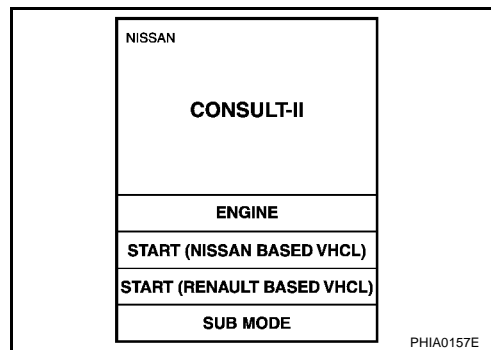 NISSAN
CONSULT-II
ENGINE
START (NISSAN BASED VHCL)
START (RENAULT BASED VHCL)
SUB MODE
PHIA0157E